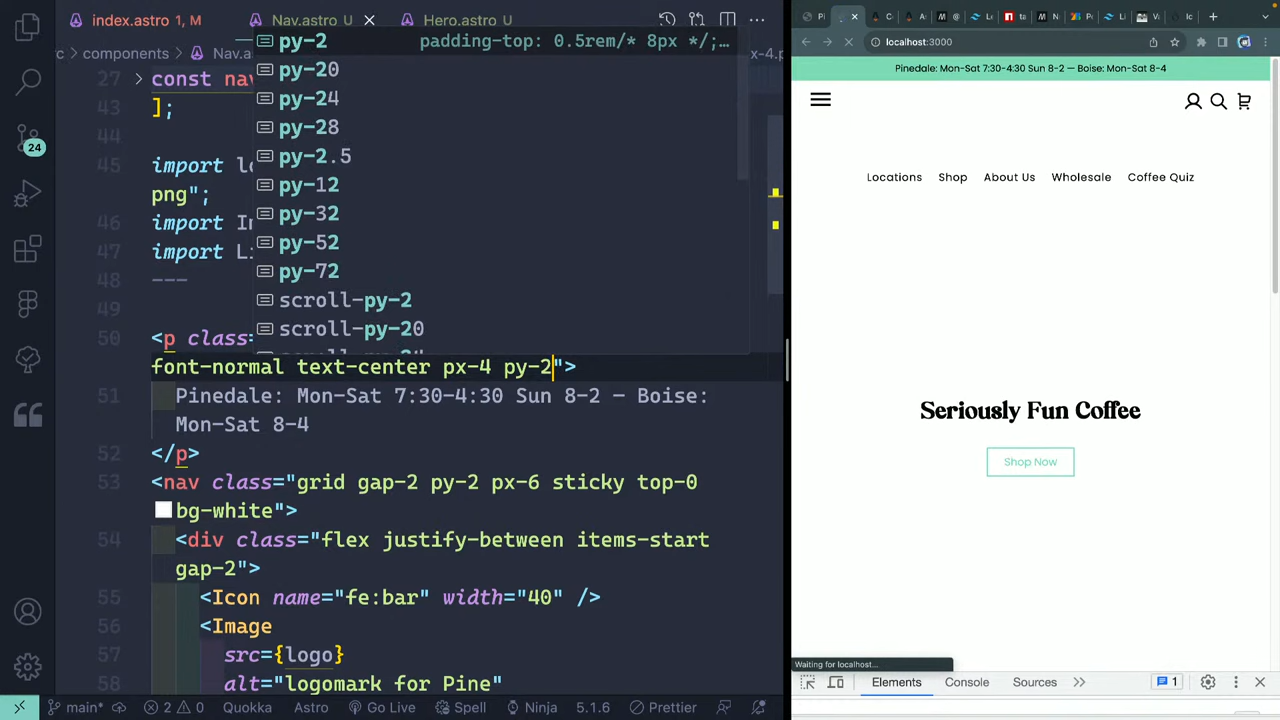 index.astro 1, M
Nav.astro U
Hero.astro U
components
Nav.a
x-4.p
27 const nav
43 ];
44
45 import lo
png";
46 import I
47 import L
48 ---
49
50 <p class=
font-normal text-center px-4 py-2">
51 Pinedale: Mon-Sat 7:30-4:30 Sun 8-2 — Boise:
Mon-Sat 8-4
52 </p>
53 <nav class="grid gap-2 py-2 px-6 sticky top-0
bg-white">
54 <div class="flex justify-between items-start
gap-2">
55 <Icon name="fe:bar" width="40" />
56 <Image
57 src={logo}
58 alt="logomark for Pine"
py-2 padding-top: 0.5rem/* 8px */;…
py-20
py-24
py-28
py-2.5
py-12
py-32
py-52
py-72
scroll-py-2
scroll-py-20
24
main*
2 0
Quokka
Astro
Go Live
Spell
Ninja
5.1.6
Prettier
localhost:3000
Pinedale: Mon-Sat 7:30-4:30 Sun 8-2 — Boise: Mon-Sat 8-4
Locations Shop About Us Wholesale Coffee Quiz
Seriously Fun Coffee
Shop Now
Waiting for localhost...
Elements Console Sources 1